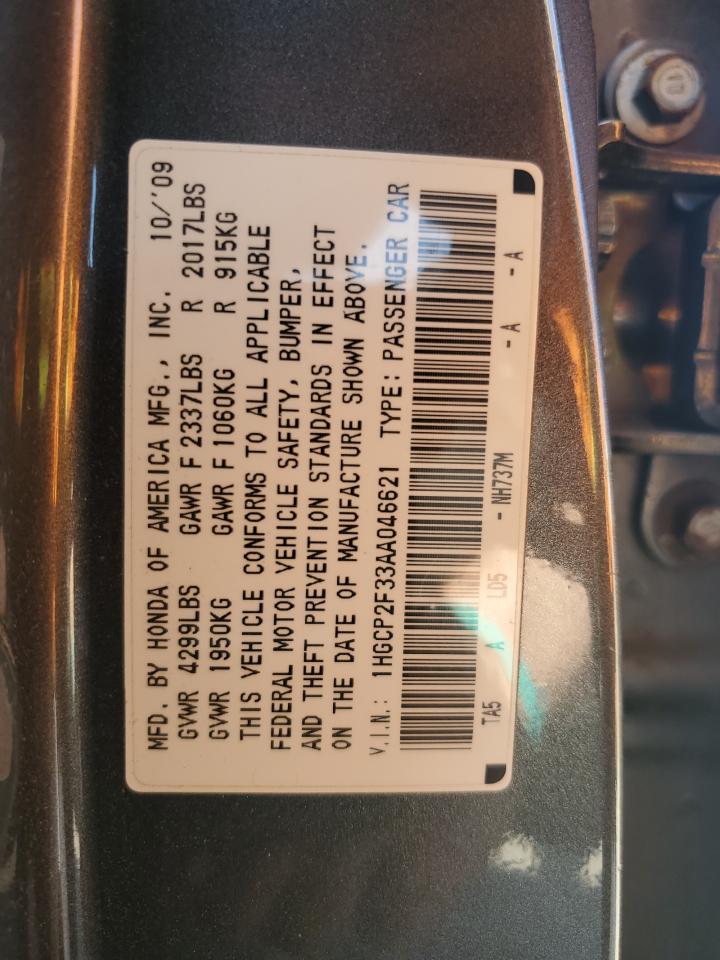 MFD. BY HONDA OF AMERICA MFG., INC. 10/'09
GVWR 4299LBS GAWR F 2337LBS R 2017LBS
GVWR 1950KG GAWR F 1060KG R 915KG
THIS VEHICLE CONFORMS TO ALL APPLICABLE
FEDERAL MOTOR VEHICLE SAFETY, BUMPER,
AND THEFT PREVENTION STANDARDS IN EFFECT
ON THE DATE OF MANUFACTURE SHOWN ABOVE.
V.I.N.: 1HGCP2F33AA046621 TYPE: PASSENGER CAR
TA5 A LD5 - NH737M - A - A